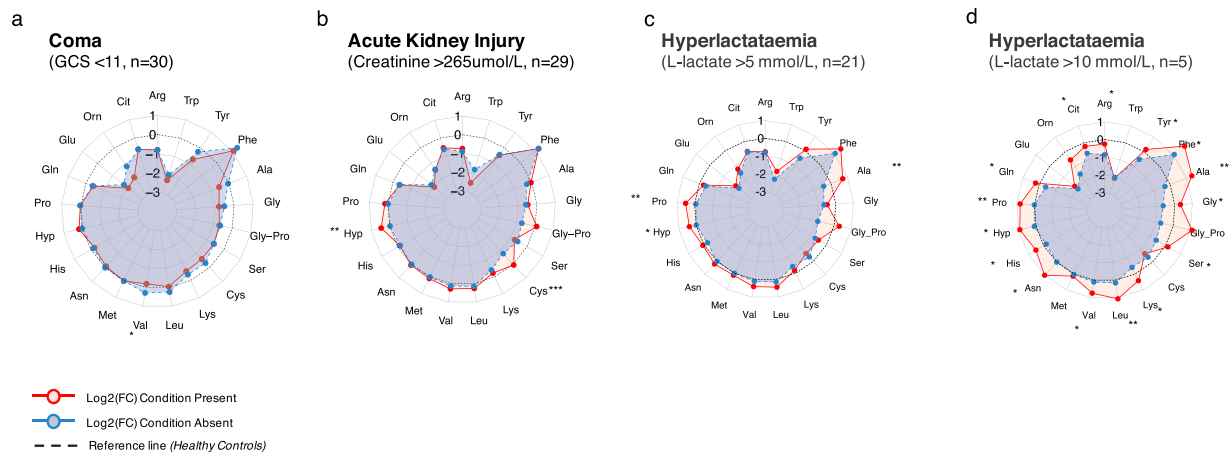 a
Coma
(GCS <11, n=30)
Arg
Trp
Tyr
Phe
Ala
Gly
Gly–Pro
Ser
Cys
Lys
Leu
Val
*
Met
Asn
His
Hyp
Pro
Gln
Glu
Orn
Cit
1
0
−1
−2
−3
b
Acute Kidney Injury
(Creatinine >265umol/L, n=29)
Arg
Trp
Tyr
Phe
Ala
Gly
Gly–Pro
Ser
Cys***
Lys
Leu
Val
Met
Asn
His
** Hyp
Pro
Gln
Glu
Orn
Cit
1
0
−1
−2
−3
c
Hyperlactataemia
(L-lactate >5 mmol/L, n=21)
Arg
Trp
Tyr
Phe
Ala **
Gly
Gly_Pro
Ser
Cys
Lys
Leu
Val
Met
Asn
His
* Hyp
** Pro
Gln
Glu
Orn
Cit
1
0
-1
-2
-3
d
Hyperlactataemia
(L-lactate >10 mmol/L, n=5)
* Arg
Trp
Tyr *
Phe*
Ala **
Gly *
Gly_Pro
Ser *
Cys
Lys*
Leu **
Val *
Met
Asn *
His *
Hyp *
** Pro
Gln *
Glu
Orn
Cit *
1
0
-1
-2
-3
Log2(FC) Condition Present
Log2(FC) Condition Absent
Reference line (Healthy Controls)